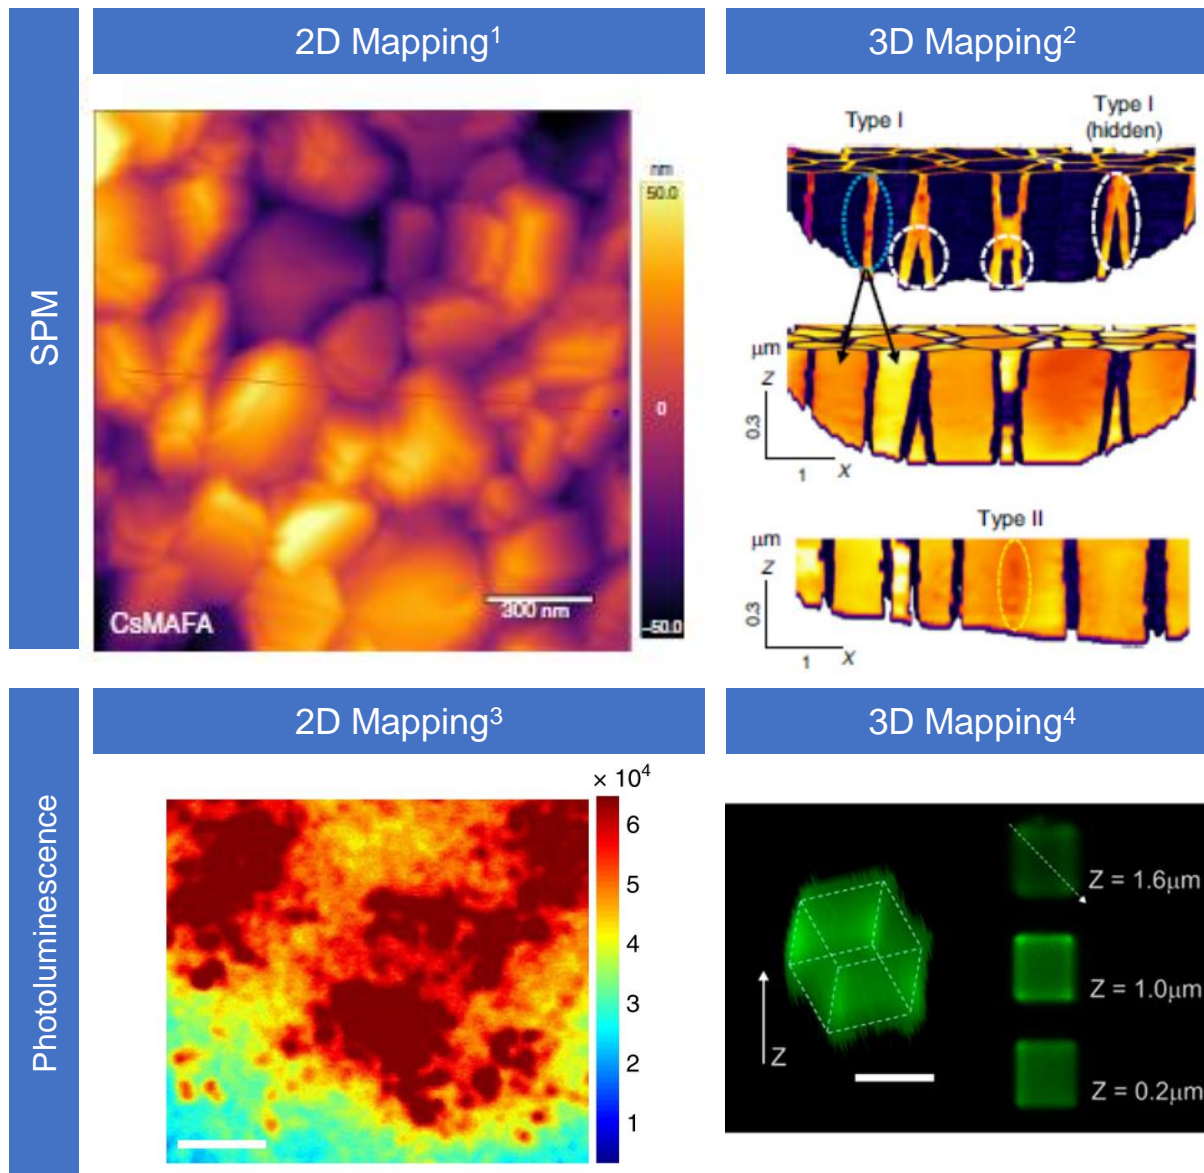 2D Mapping¹
3D Mapping²
SPM
nm
50.0
0
–50.0
300 nm
CsMAFA
Type I
Type I
(hidden)
μm
Z
0.3
1
X
Type II
μm
Z
0.3
1
X
2D Mapping³
3D Mapping⁴
Photoluminescence
× 10⁴
6
5
4
3
2
1
Z
Z = 1.6μm
Z = 1.0μm
Z = 0.2μm